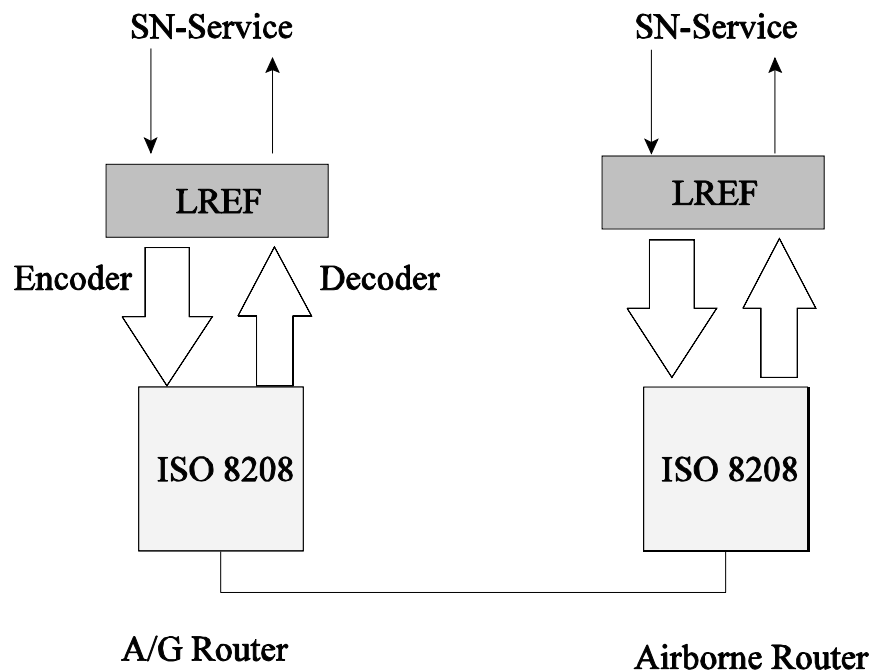 SN-Service
SN-Service
LREF
LREF
Encoder
Decoder
ISO 8208
ISO 8208
A/G Router
Airborne Router